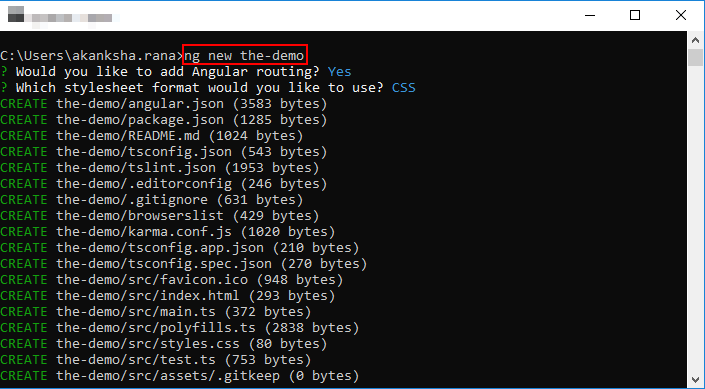 C:\Users\akanksha.rana>ng new the-demo
? Would you like to add Angular routing? Yes
? Which stylesheet format would you like to use? CSS
CREATE the-demo/angular.json (3583 bytes)
CREATE the-demo/package.json (1285 bytes)
CREATE the-demo/README.md (1024 bytes)
CREATE the-demo/tsconfig.json (543 bytes)
CREATE the-demo/tslint.json (1953 bytes)
CREATE the-demo/.editorconfig (246 bytes)
CREATE the-demo/.gitignore (631 bytes)
CREATE the-demo/browserslist (429 bytes)
CREATE the-demo/karma.conf.js (1020 bytes)
CREATE the-demo/tsconfig.app.json (210 bytes)
CREATE the-demo/tsconfig.spec.json (270 bytes)
CREATE the-demo/src/favicon.ico (948 bytes)
CREATE the-demo/src/index.html (293 bytes)
CREATE the-demo/src/main.ts (372 bytes)
CREATE the-demo/src/polyfills.ts (2838 bytes)
CREATE the-demo/src/styles.css (80 bytes)
CREATE the-demo/src/test.ts (753 bytes)
CREATE the-demo/src/assets/.gitkeep (0 bytes)